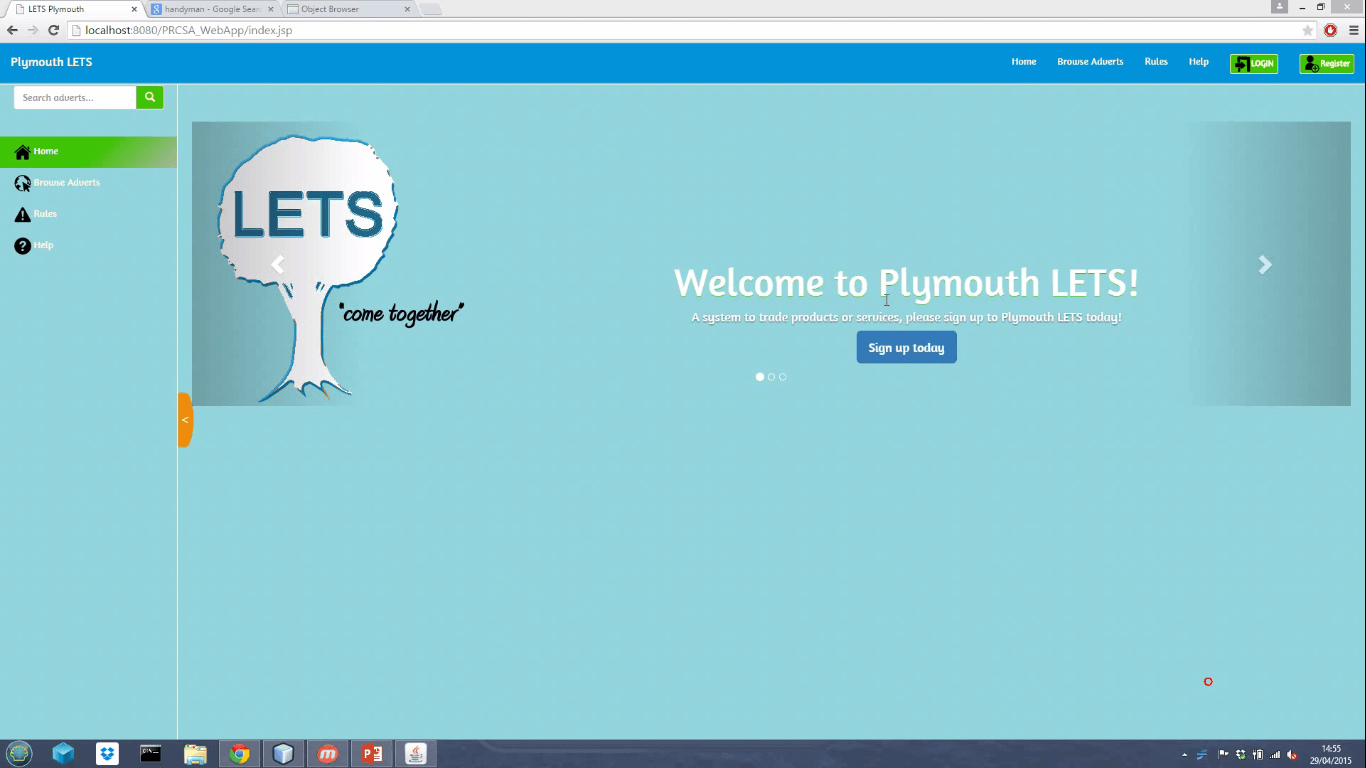 LETS Plymouth
handyman - Google Sear
Object Browser
localhost:8080/PRCSA_WebApp/index.jsp
Plymouth LETS
Home
Browse Adverts
Rules
Help
LOGIN
Register
Search adverts...
Home
Browse Adverts
Rules
Help
LETS
"come together"
Welcome to Plymouth LETS!
A system to trade products or services, please sign up to Plymouth LETS today!
Sign up today
<
14:55
29/04/2015